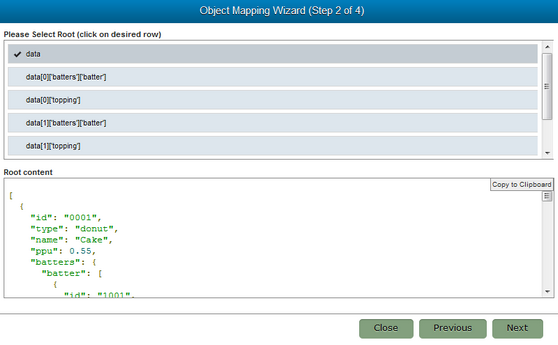 Object Mapping Wizard (Step 2 of 4)
Please Select Root (click on desired row)
data
data[0]['batters']['batter']
data[0]['topping']
data[1]['batters']['batter']
data[1]['topping']
Root content
Copy to Clipboard
[
{
"id": "0001",
"type": "donut",
"name": "Cake",
"ppu": 0.55,
"batters": {
"batter": [
{
"id": "1001",
Close Previous Next